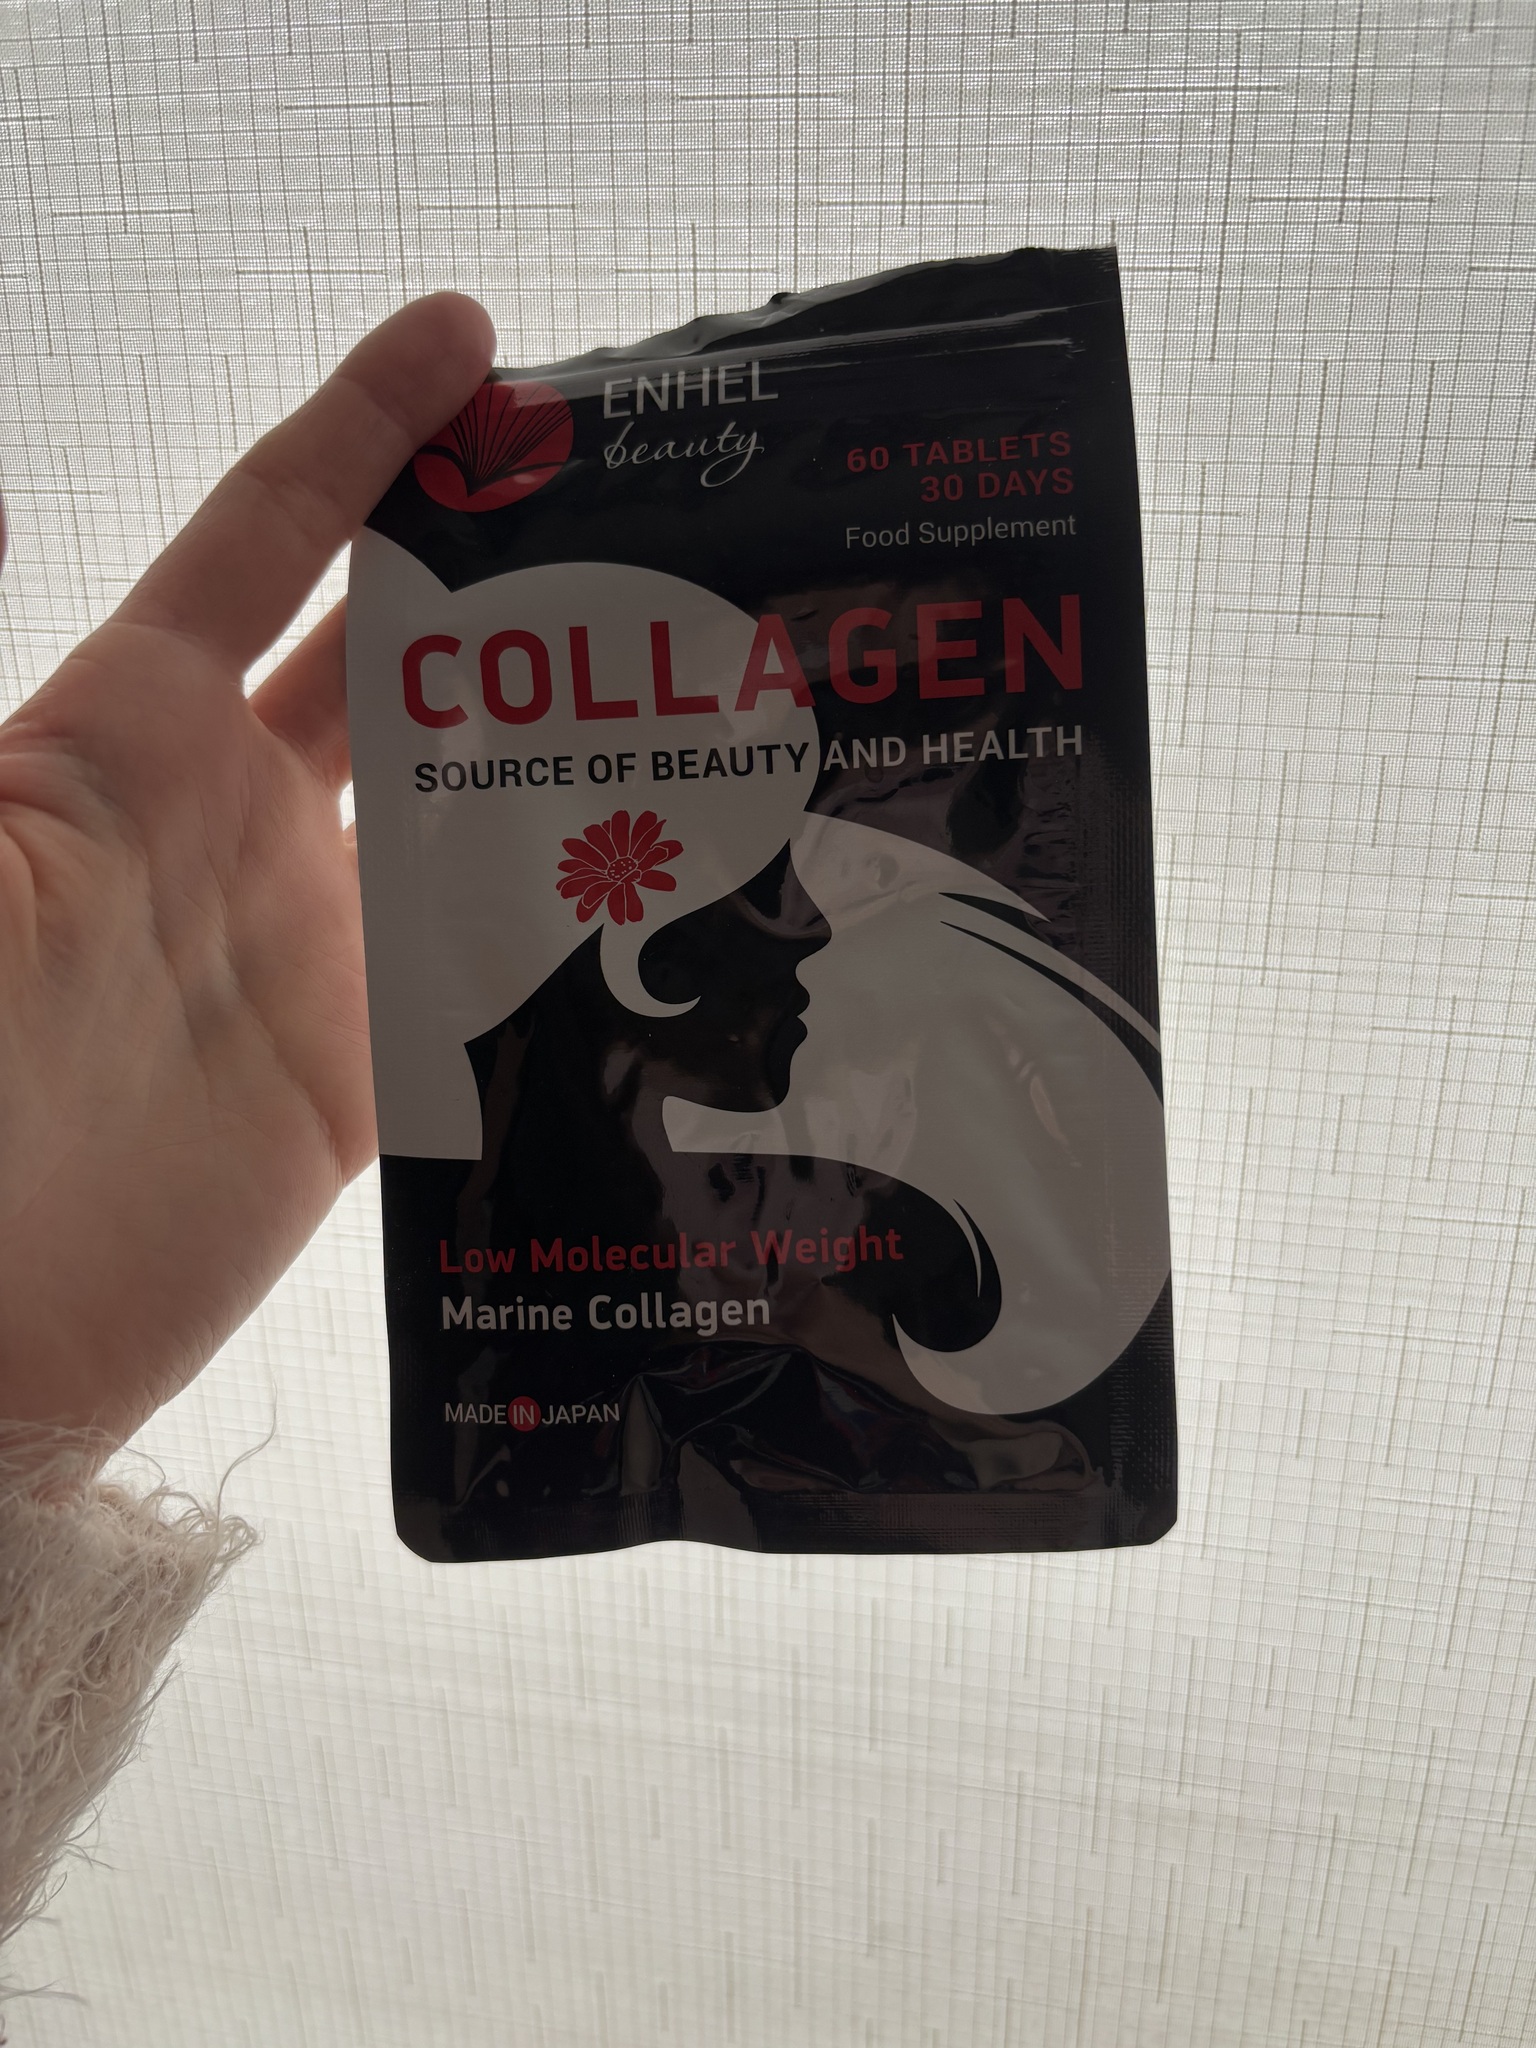 ENHEL
beauty
60 TABLETS
30 DAYS
Food Supplement
COLLAGEN
SOURCE OF BEAUTY AND HEALTH
Low Molecular Weight
Marine Collagen
MADE IN JAPAN